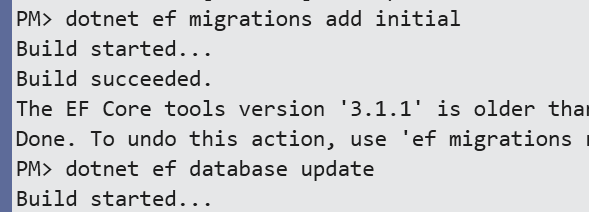 PM> dotnet ef migrations add initial
Build started...
Build succeeded.
The EF Core tools version '3.1.1' is older than
Done. To undo this action, use 'ef migrations
PM> dotnet ef database update
Build started...